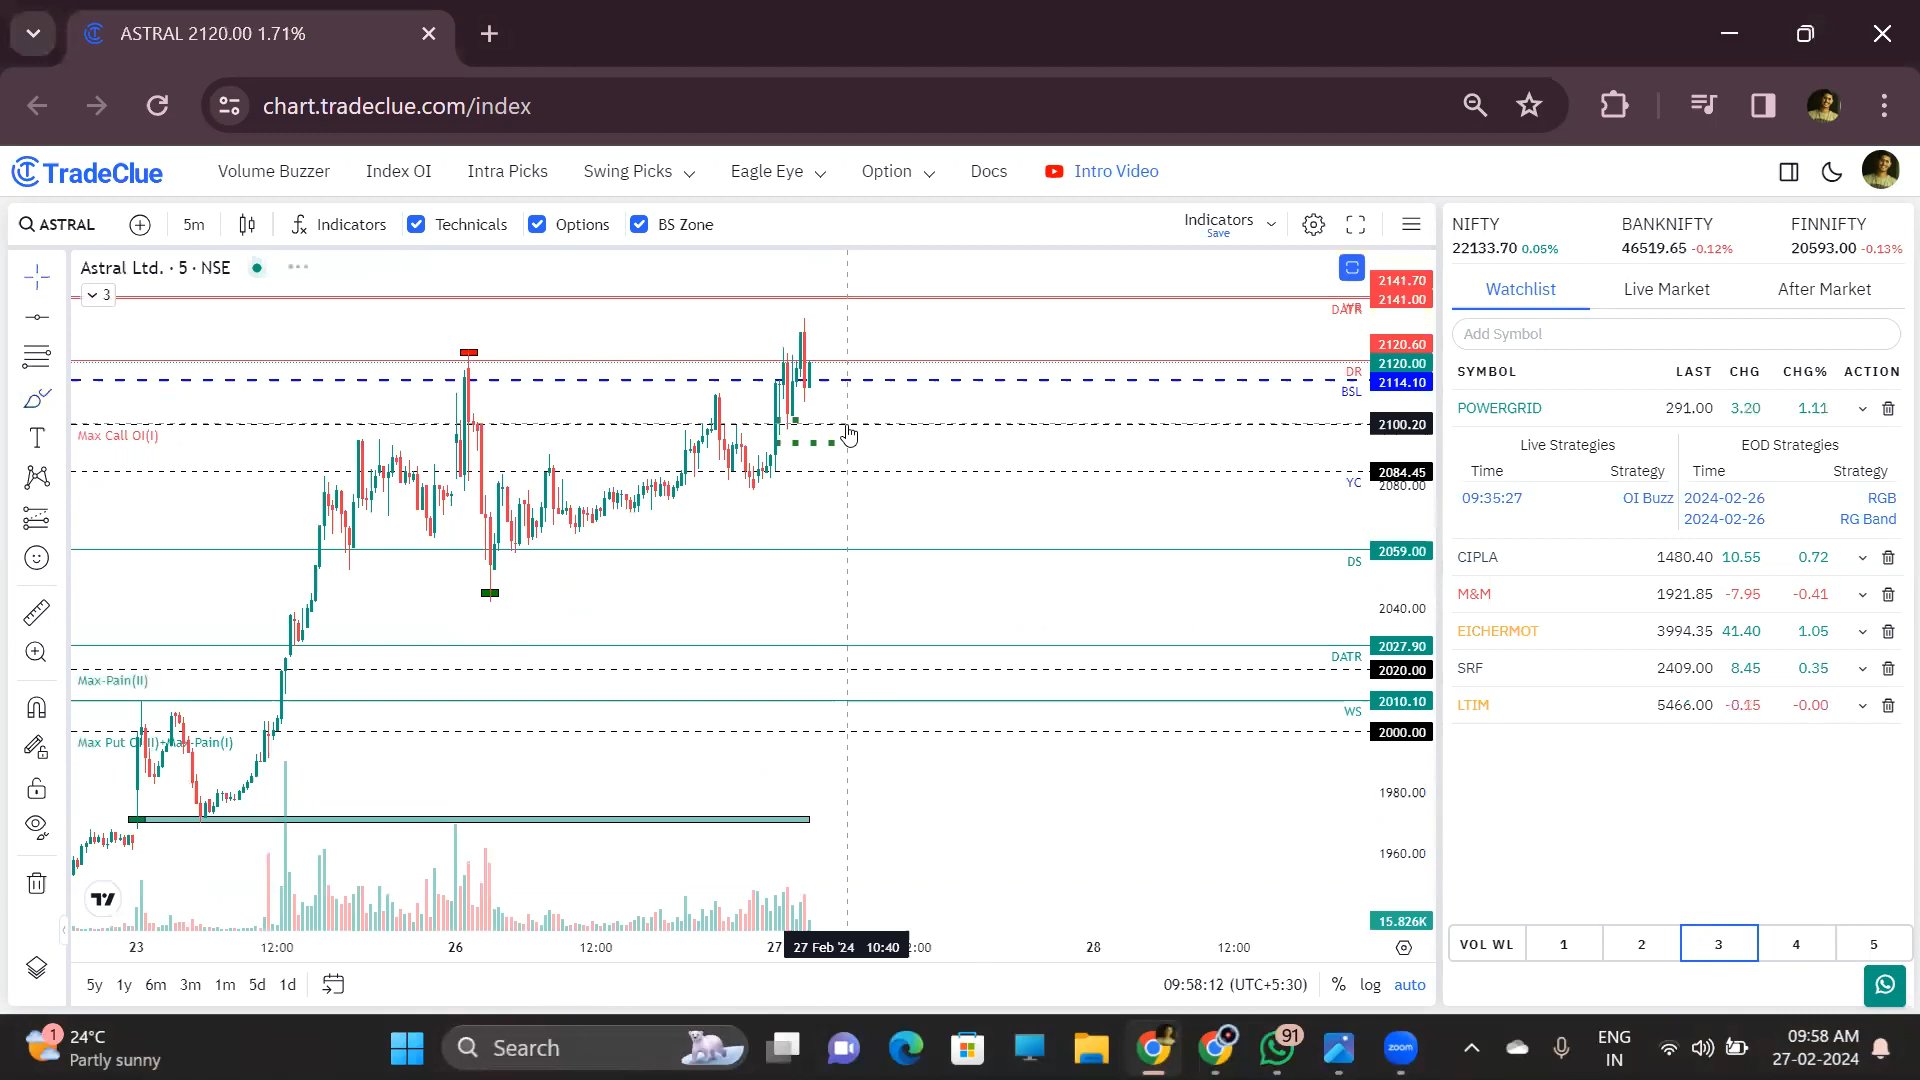 ASTRAL 2120.00 1.71%
chart.tradeclue.com/index
TradeClue
Volume Buzzer
Index OI
Intra Picks
Swing Picks
Eagle Eye
Option
Docs
Intro Video
ASTRAL
5m
Indicators
Technicals
Options
BS Zone
Indicators
Save
Astral Ltd. · 5 · NSE
3
2141.70
2141.00
DATR
2120.60
2120.00
DR
2114.10
BSL
Max Call OI(I)
2100.20
2084.45
2080.00
YC
2059.00
DS
2040.00
2027.90
DATR
2020.00
Max-Pain(II)
2010.10
WS
2000.00
Max Put OI(II)+Max-Pain(I)
1980.00
1960.00
15.826K
23
12:00
26
12:00
27
27 Feb '24 10:40
2:00
28
12:00
5y
1y
6m
3m
1m
5d
1d
09:58:12 (UTC+5:30)
%
log
auto
NIFTY
22133.70 0.05%
BANKNIFTY
46519.65 -0.12%
FINNIFTY
20593.00 -0.13%
Watchlist
Live Market
After Market
Add Symbol
SYMBOL LAST CHG CHG% ACTION
POWERGRID 291.00 3.20 1.11
Live Strategies EOD Strategies
Time Strategy Time Strategy
09:35:27 OI Buzz 2024-02-26 RGB
2024-02-26 RG Band
CIPLA 1480.40 10.55 0.72
M&M 1921.85 -7.95 -0.41
EICHERMOT 3994.35 41.40 1.05
SRF 2409.00 8.45 0.35
LTIM 5466.00 -0.15 -0.00
VOL WL 1 2 3 4 5
1
24°C
Partly sunny
Search
91
zoom
ENG
IN
09:58 AM
27-02-2024